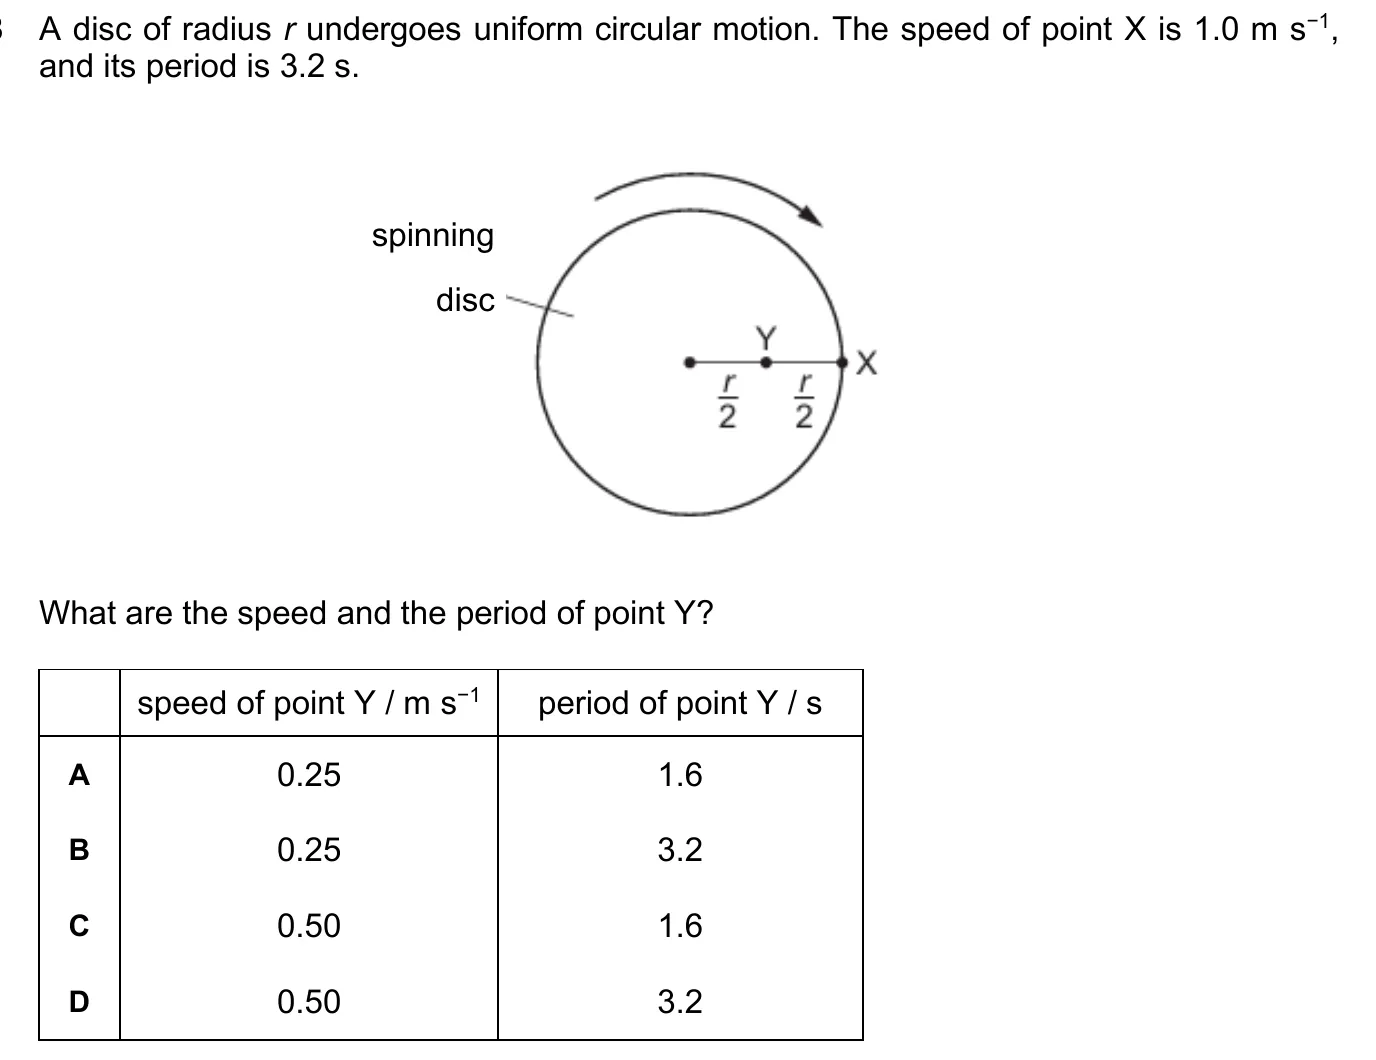 A disc of radius r undergoes uniform circular motion. The speed of point X is 1.0 m s⁻¹,
and its period is 3.2 s.
spinning
disc
Y
X
r/2 r/2
What are the speed and the period of point Y?
speed of point Y / m s⁻¹ period of point Y / s
A 0.25 1.6
B 0.25 3.2
C 0.50 1.6
D 0.50 3.2